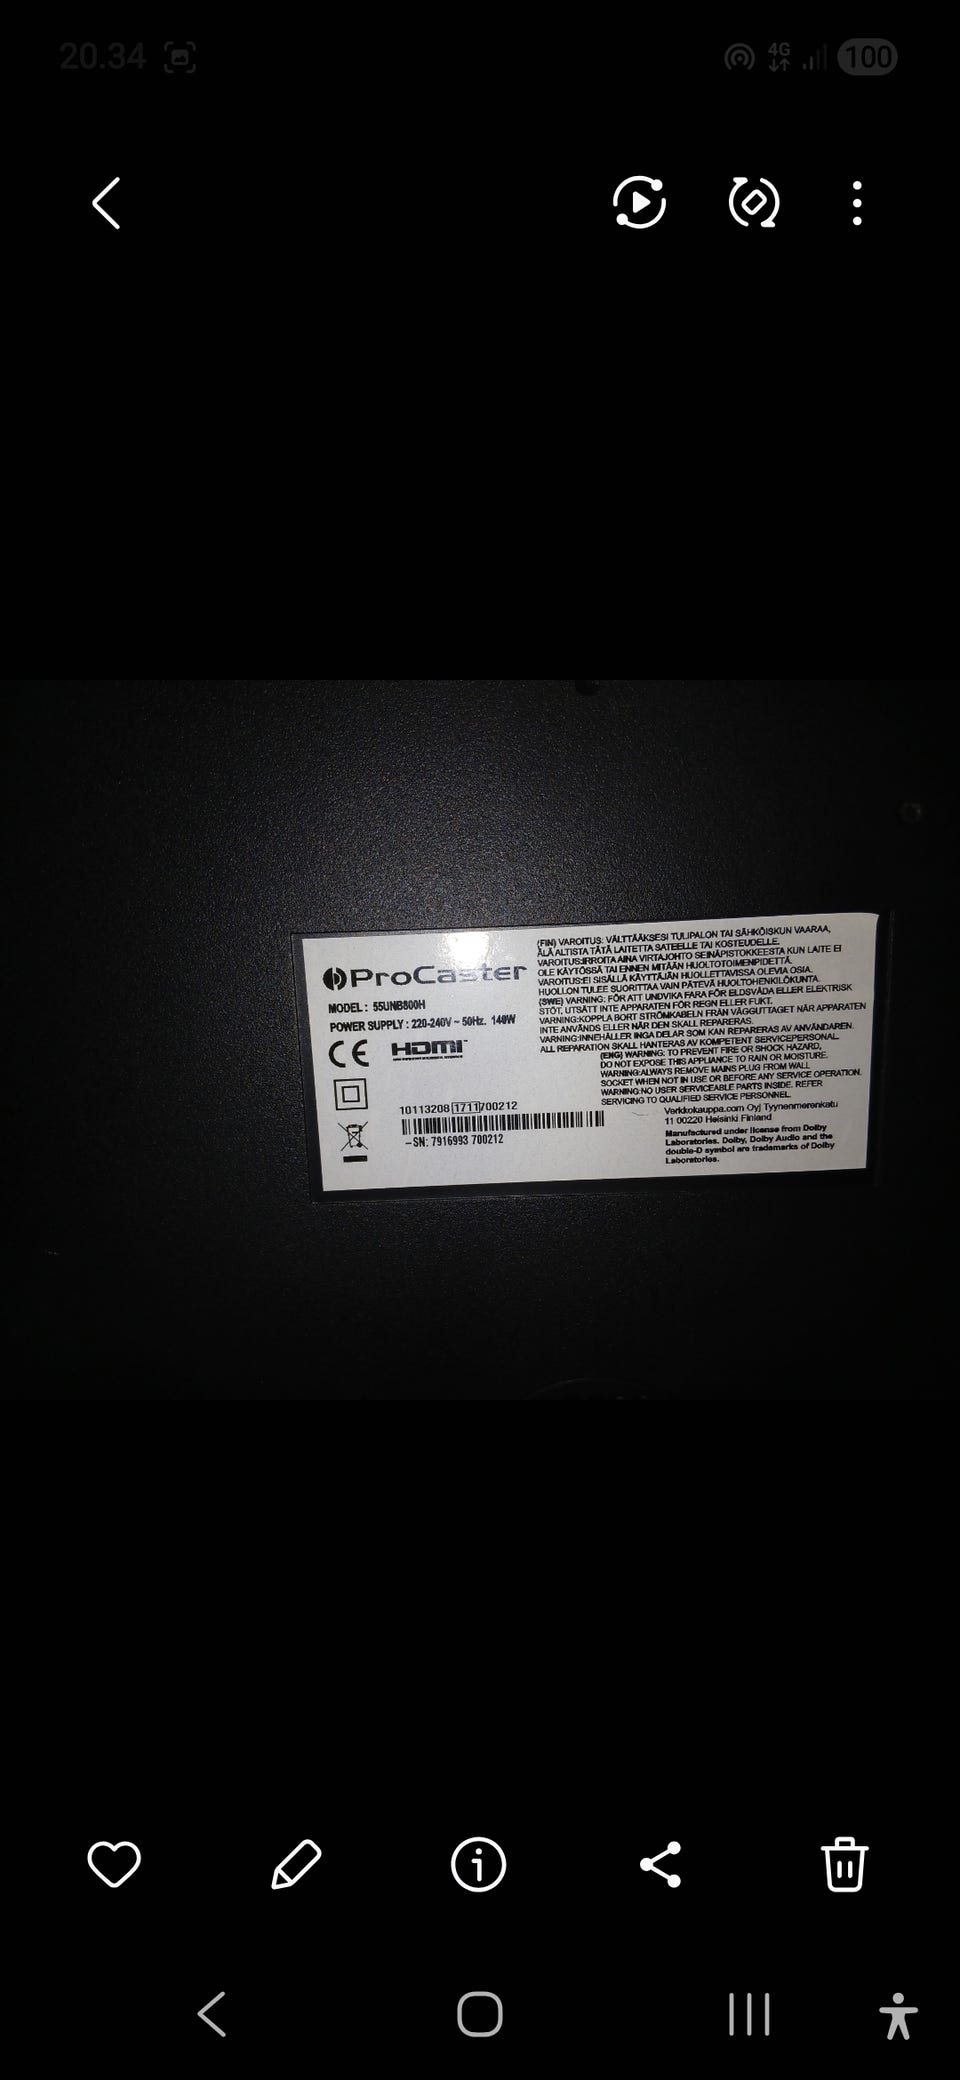 20.34
4G
100
ProCaster
MODEL : 55UNB800H
POWER SUPPLY : 220-240V ~ 50Hz. 140W
CE HDMI
10113208 1711 700212
–SN: 7916993 700212
(FIN) VAROITUS: VÄLTTÄÄKSESI TULIPALON TAI SÄHKÖISKUN VAARAA,
ÄLÄ ALTISTA TÄTÄ LAITETTA SATEELLE TAI KOSTEUDELLE.
VAROITUS:IRROITA AINA VIRTAJOHTO SEINÄPISTOKKEESTA KUN LAITE EI
OLE KÄYTÖSSÄ TAI ENNEN MITÄÄN HUOLTOTOIMENPIDETTÄ.
VAROITUS:EI SISÄLLÄ KÄYTTÄJÄN HUOLLETTAVISSA OLEVIA OSIA.
HUOLLON TULEE SUORITTAA VAIN PÄTEVÄ HUOLTOHENKILÖKUNTA.
(SWE) VARNING: FÖR ATT UNDVIKA FARA FÖR ELDSVÅDA ELLER ELEKTRISK
STÖT, UTSÄTT INTE APPARATEN FÖR REGN ELLER FUKT.
VARNING:KOPPLA BORT STRÖMKABELN FRÅN VÄGGUTTAGET NÄR APPARATEN
INTE ANVÄNDS ELLER NÄR DEN SKALL REPARERAS.
VARNING:INNEHÅLLER INGA DELAR SOM KAN REPARERAS AV ANVÄNDAREN.
ALL REPARATION SKALL HANTERAS AV KOMPETENT SERVICEPERSONAL.
(ENG) WARNING: TO PREVENT FIRE OR SHOCK HAZARD,
DO NOT EXPOSE THIS APPLIANCE TO RAIN OR MOISTURE.
WARNING:ALWAYS REMOVE MAINS PLUG FROM WALL
SOCKET WHEN NOT IN USE OR BEFORE ANY SERVICE OPERATION.
WARNING:NO USER SERVICEABLE PARTS INSIDE. REFER
SERVICING TO QUALIFIED SERVICE PERSONNEL.
Verkkokauppa.com Oyj Tyynenmerenkatu
11 00220 Helsinki Finland
Manufactured under license from Dolby
Laboratories. Dolby, Dolby Audio and the
double-D symbol are trademarks of Dolby
Laboratories.